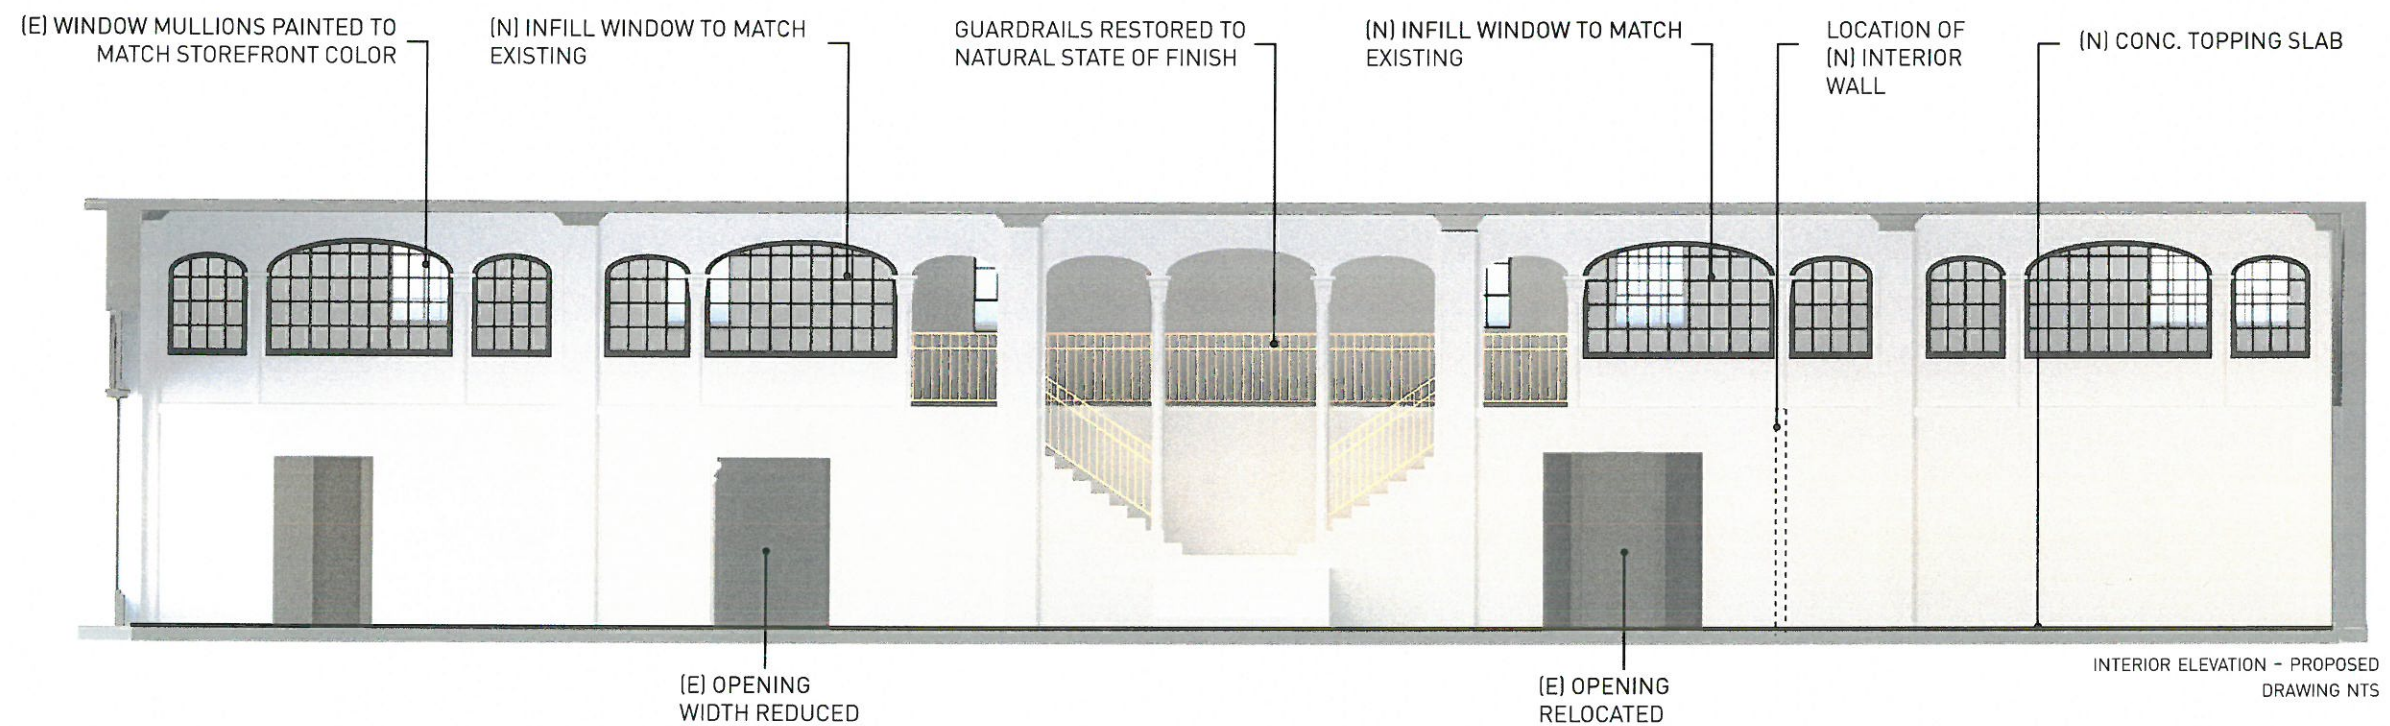 (E) WINDOW MULLIONS PAINTED TO
MATCH STOREFRONT COLOR
(N) INFILL WINDOW TO MATCH
EXISTING
GUARDRAILS RESTORED TO
NATURAL STATE OF FINISH
(N) INFILL WINDOW TO MATCH
EXISTING
LOCATION OF
(N) INTERIOR
WALL
(N) CONC. TOPPING SLAB
(E) OPENING
WIDTH REDUCED
(E) OPENING
RELOCATED
INTERIOR ELEVATION - PROPOSED
DRAWING NTS